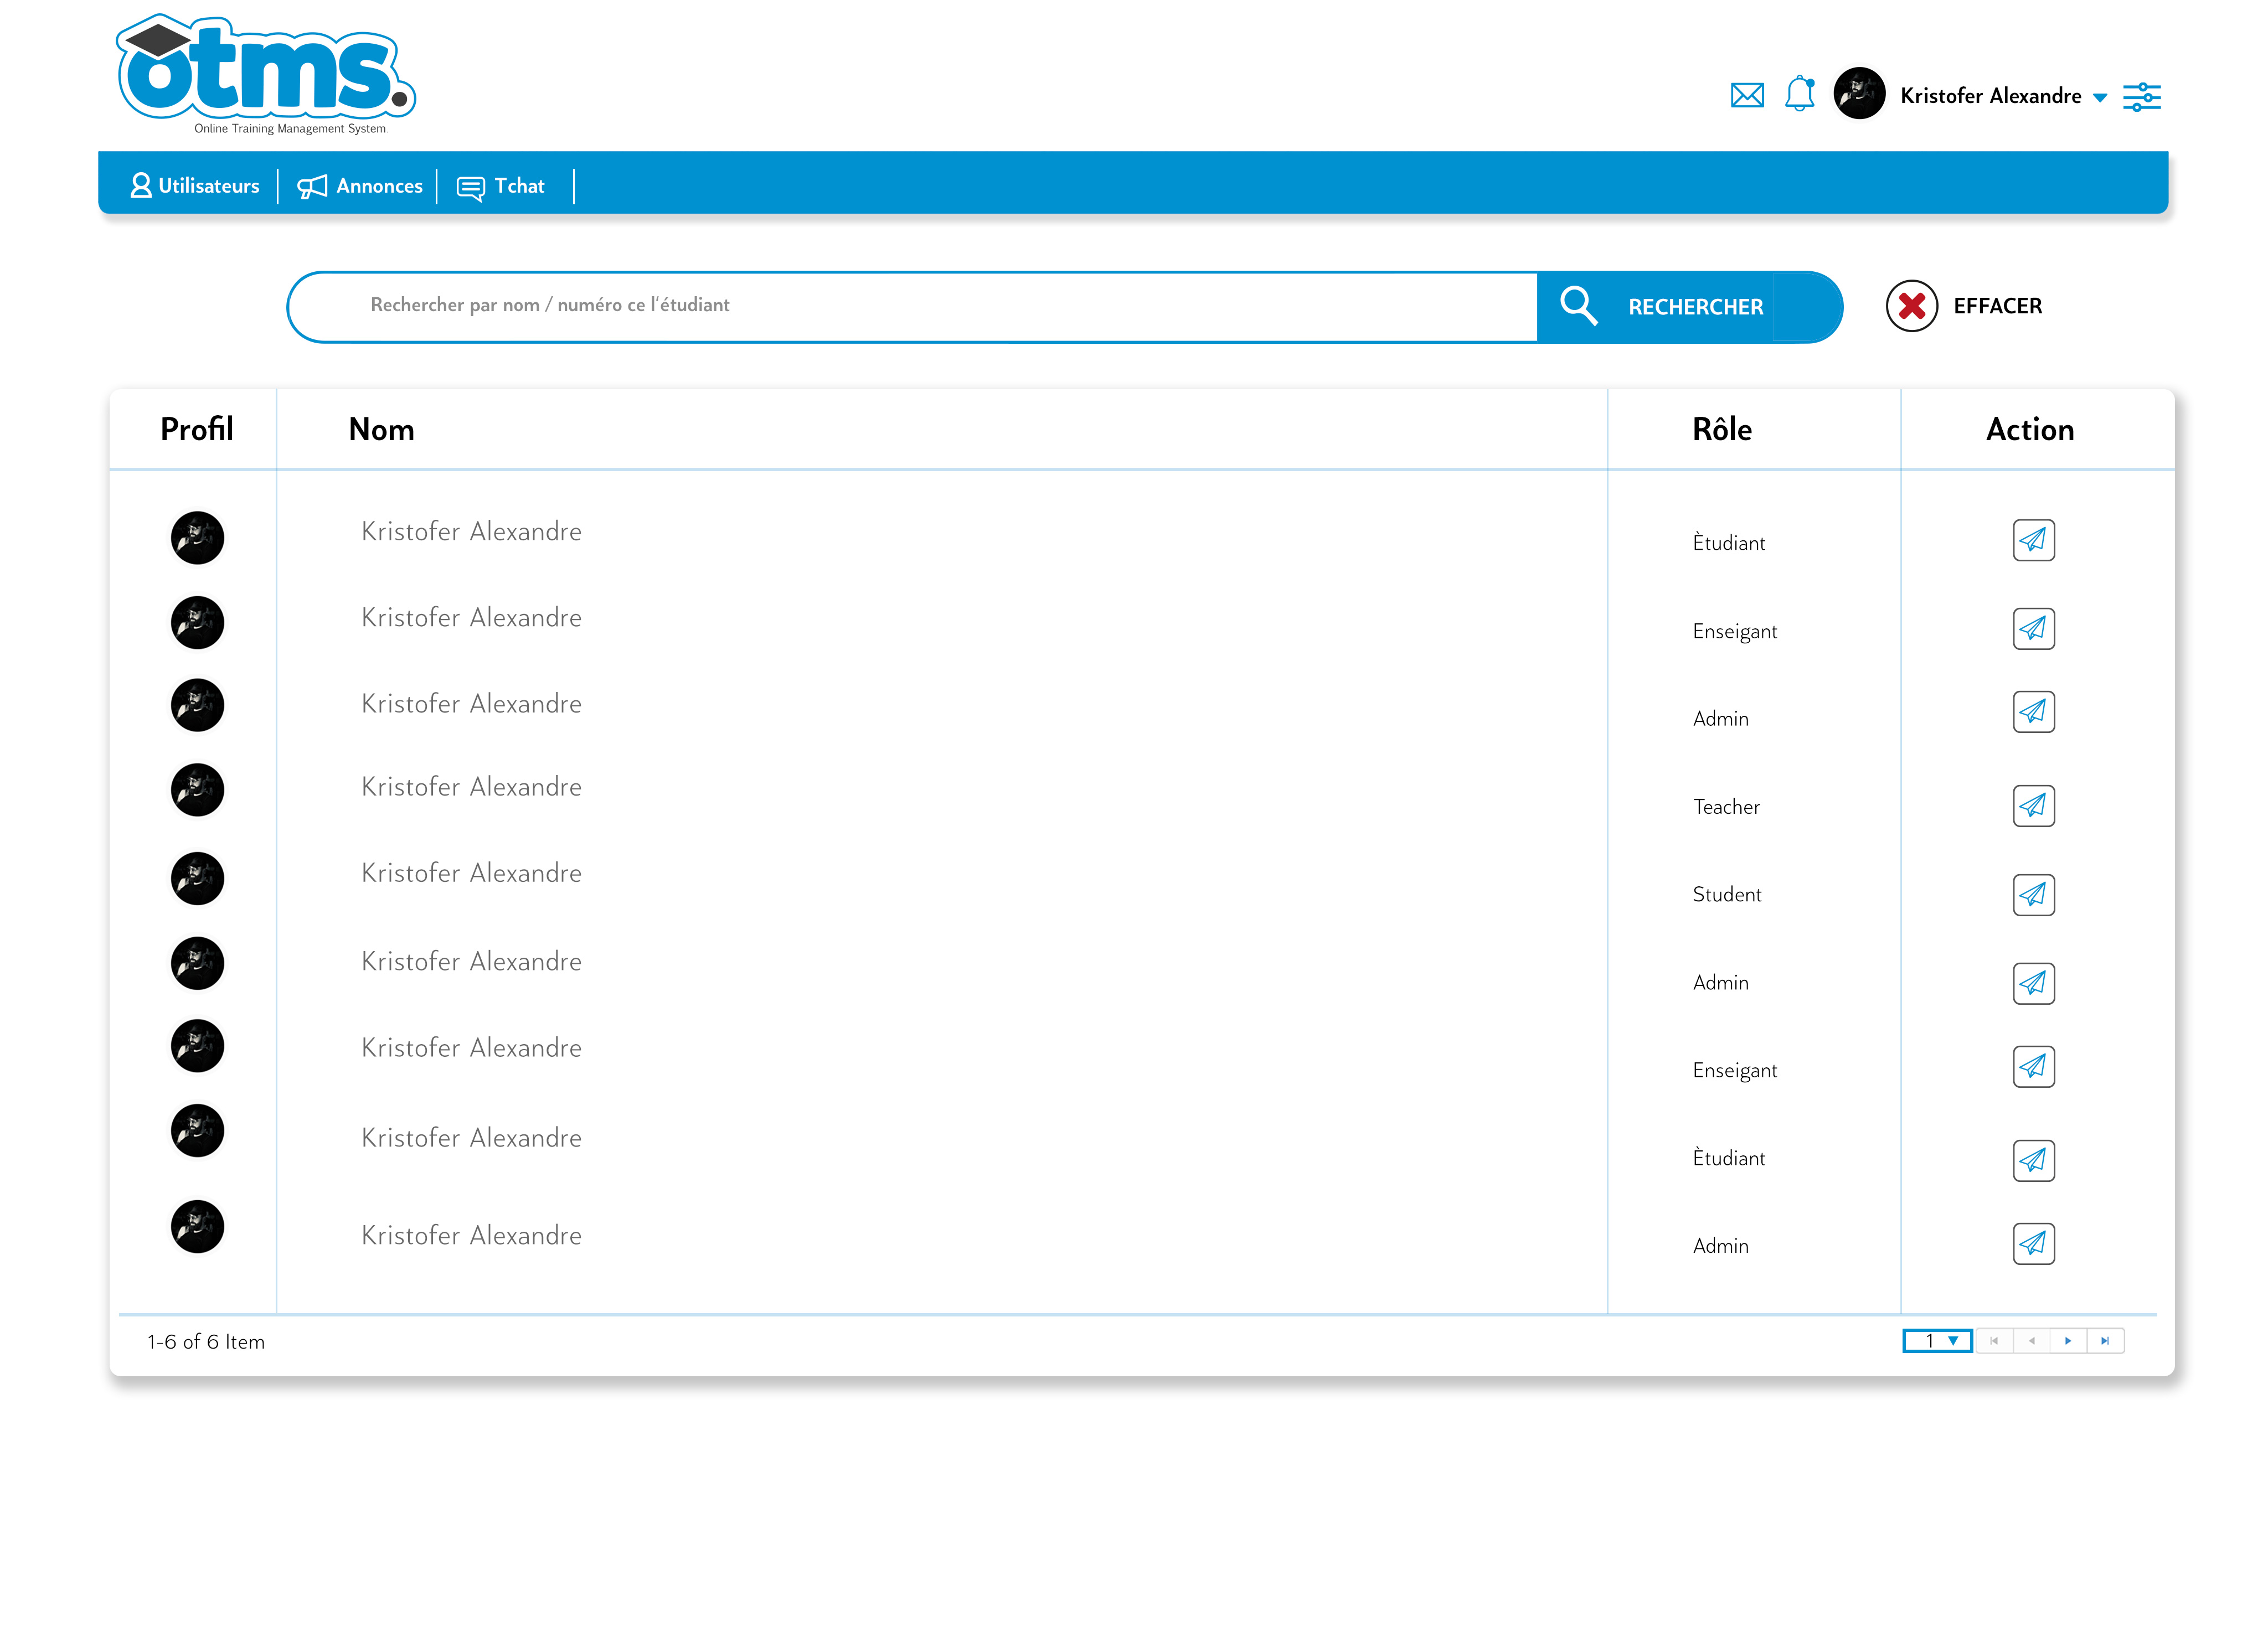 otms.
Online Training Management System.
Kristofer Alexandre
Utilisateurs
Annonces
Tchat
Rechercher par nom / numéro ce l'étudiant
RECHERCHER
EFFACER
Profil Nom Rôle Action
Kristofer Alexandre Ètudiant
Kristofer Alexandre Enseigant
Kristofer Alexandre Admin
Kristofer Alexandre Teacher
Kristofer Alexandre Student
Kristofer Alexandre Admin
Kristofer Alexandre Enseigant
Kristofer Alexandre Ètudiant
Kristofer Alexandre Admin
1-6 of 6 Item
1